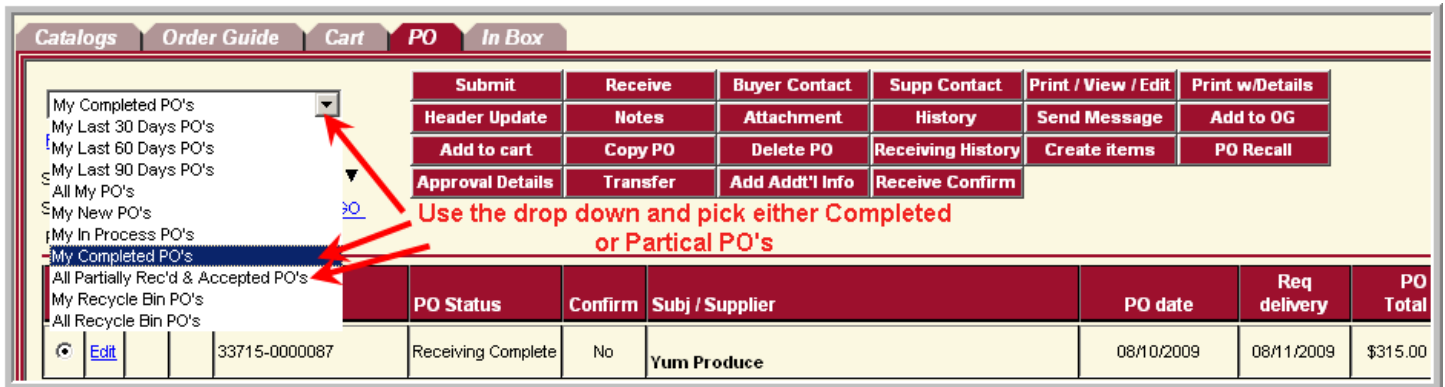 Catalogs Order Guide Cart PO In Box
Submit Receive Buyer Contact Supp Contact Print / View / Edit Print w/Details
My Completed PO's
Header Update Notes Attachment History Send Message Add to OG
My Last 30 Days PO's
My Last 60 Days PO's
Add to cart Copy PO Delete PO Receiving History Create items PO Recall
My Last 90 Days PO's
All My PO's
Approval Details Transfer Add Addt'l Info Receive Confirm
My New PO's GO
Use the drop down and pick either Completed
or Partical PO's
My In Process PO's
My Completed PO's
All Partially Rec'd & Accepted PO's
My Recycle Bin PO's
All Recycle Bin PO's
PO Status Confirm Subj / Supplier PO date Req delivery PO Total
Edit 33715-0000087 Receiving Complete No Yum Produce 08/10/2009 08/11/2009 $315.00